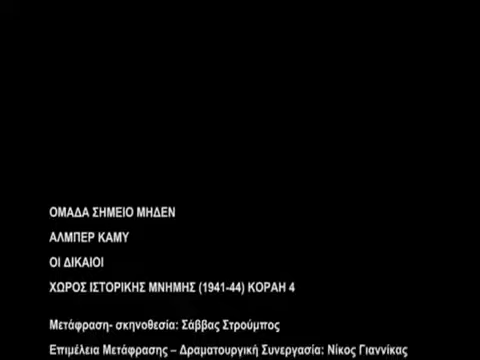 ΟΜΑΔΑ ΣΗΜΕΙΟ ΜΗΔΕΝ
ΑΛΜΠΕΡ ΚΑΜΥ
ΟΙ ΔΙΚΑΙΟΙ
ΧΩΡΟΣ ΙΣΤΟΡΙΚΗΣ ΜΝΗΜΗΣ (1941-44) ΚΟΡΑΗ 4
Μετάφραση- σκηνοθεσία: Σάββας Στρούμπος
Επιμέλεια Μετάφρασης – Δραματουργική Συνεργασία: Νίκος Γιαννίκας